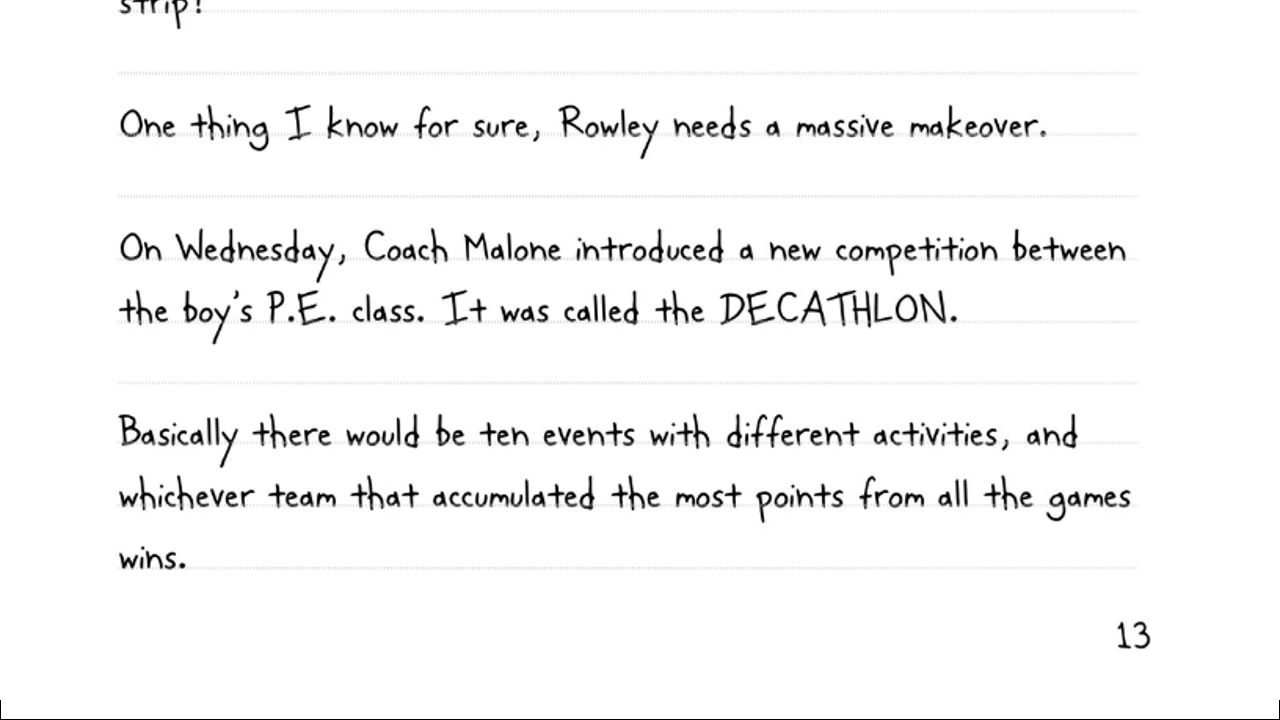 strip!
One thing I know for sure, Rowley needs a massive makeover.
On Wednesday, Coach Malone introduced a new competition between
the boy's P.E. class. It was called the DECATHLON.
Basically there would be ten events with different activities, and
whichever team that accumulated the most points from all the games
wins.
13